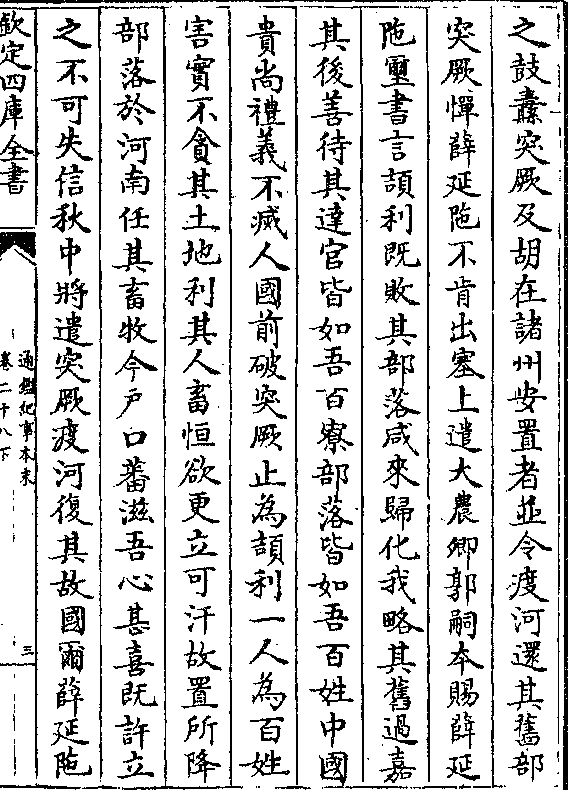 之鼓纛突厥及胡在諸州安置者並令渡河還其舊部
突厥憚薛延陁不肯出塞上遣大農卿郭嗣本賜薛延
陁璽書言頡利既敗其部落咸來歸化我略其舊過嘉
其後善待其達官皆如吾百寮部落皆如吾百姓中國
貴尚禮義不滅人國前破突厥止為頡利一人為百姓
害實不貪其土地利其人畜恒欲更立可汗故置所降
部落於河南任其畜牧今户口蕃滋吾心甚喜既許立
之不可失信秋中將遣突厥渡河復其故國爾薛延陁
欽定四庫全書
通鑑紀事本末
卷二十八下
三